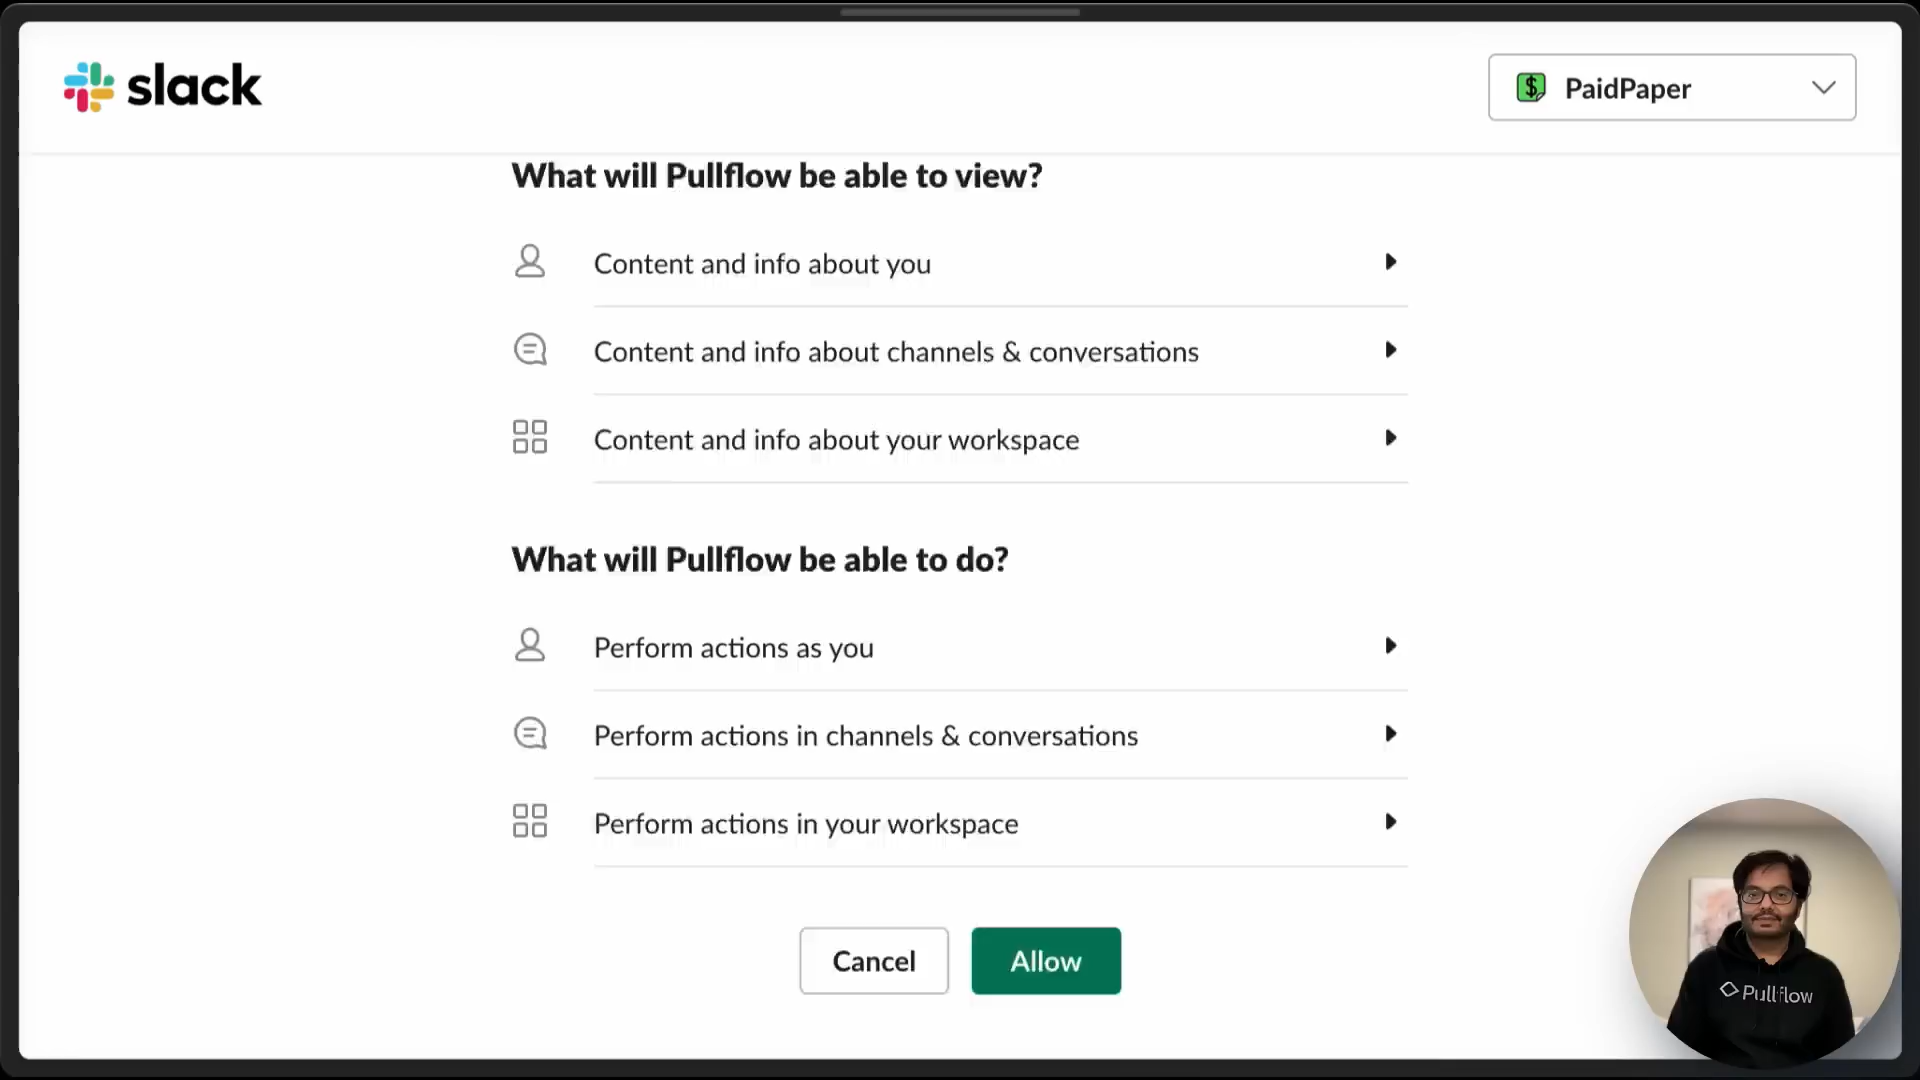 slack
PaidPaper
What will Pullflow be able to view?
Content and info about you
Content and info about channels & conversations
Content and info about your workspace
What will Pullflow be able to do?
Perform actions as you
Perform actions in channels & conversations
Perform actions in your workspace
Cancel
Allow
Pullflow